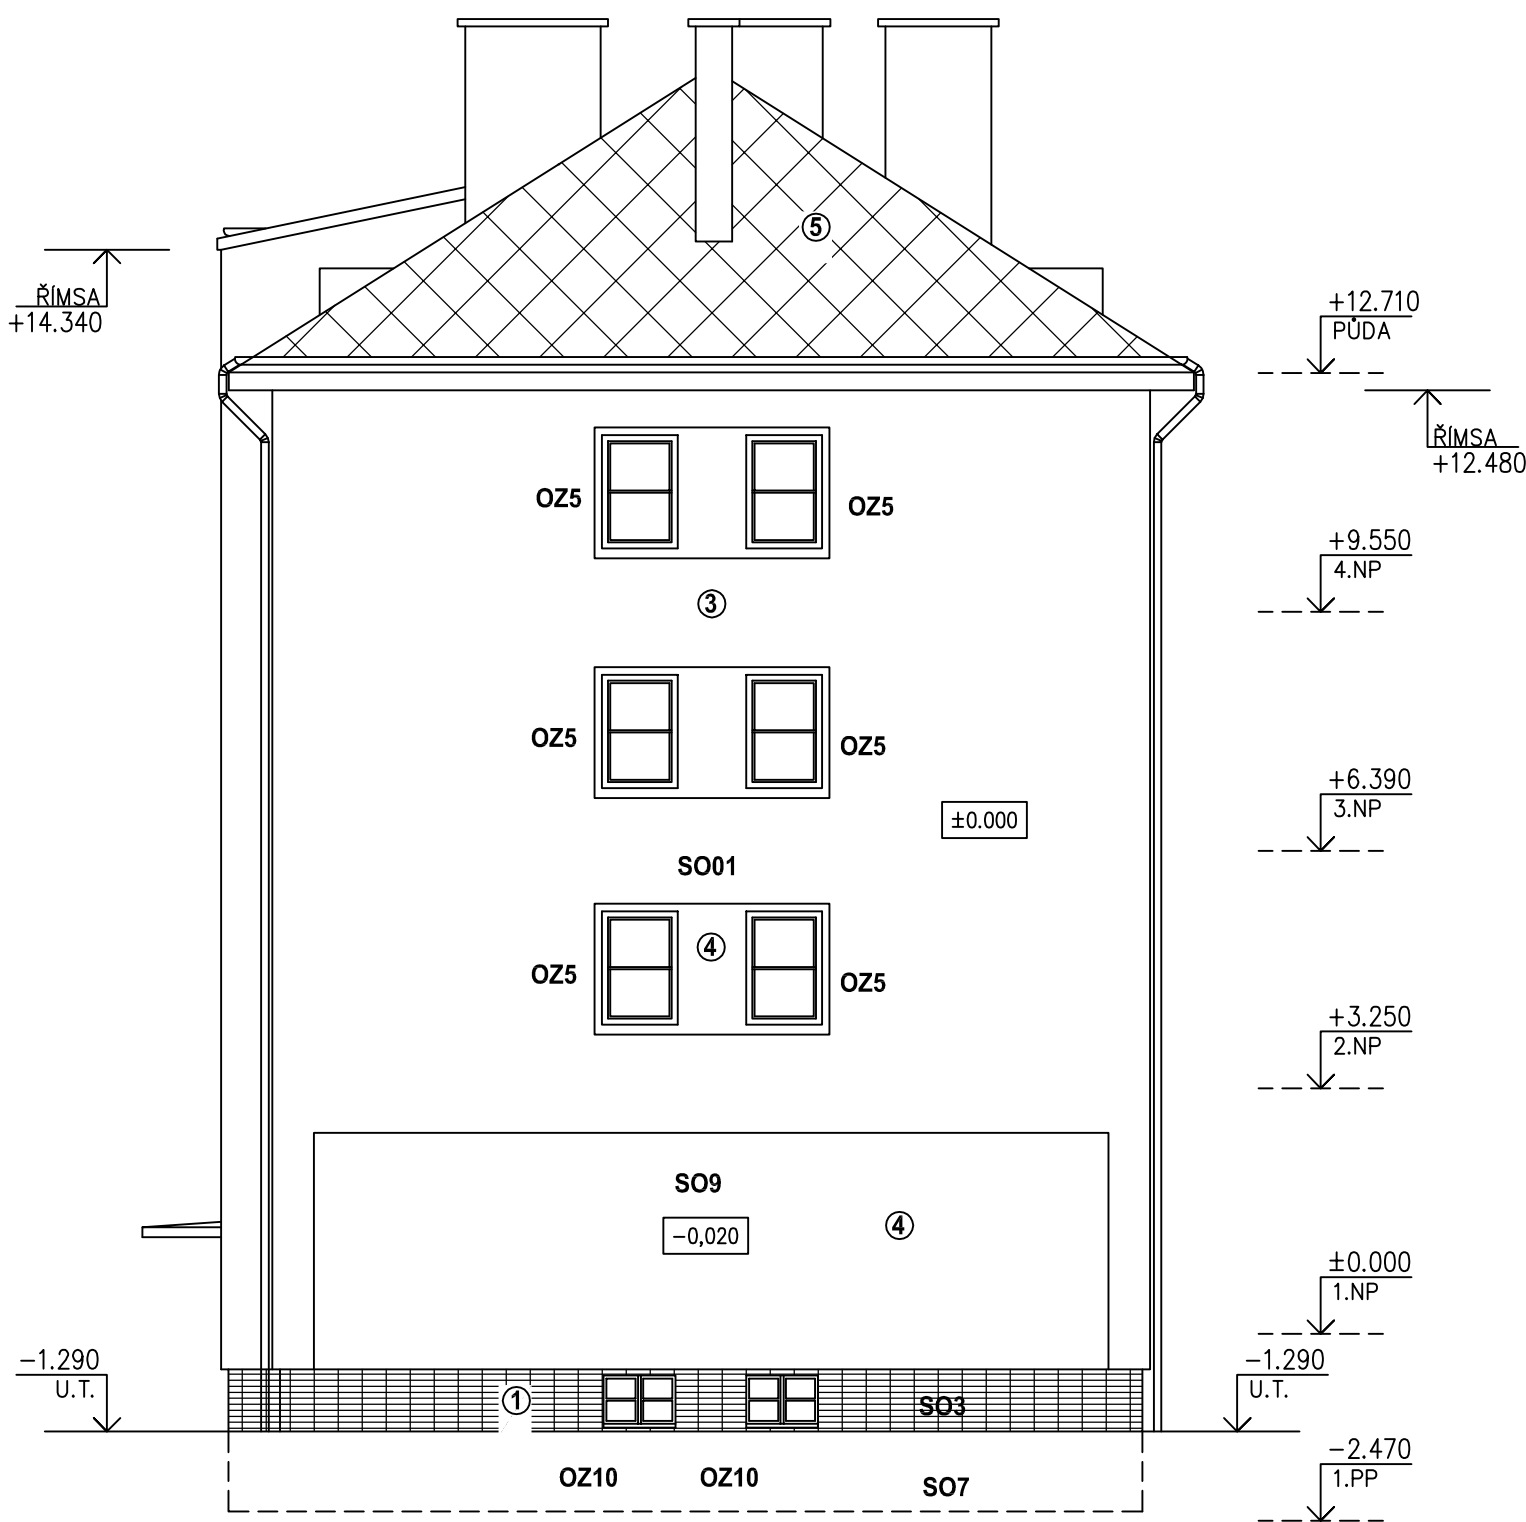 5
ŘÍMSA
+14.340
+12.710
PŮDA
ŘÍMSA
+12.480
OZ5
OZ5
+9.550
4.NP
3
OZ5
OZ5
+6.390
3.NP
±0.000
SO01
4
OZ5
OZ5
+3.250
2.NP
SO9
-0,020
4
±0.000
1.NP
-1.290
U.T.
-1.290
U.T.
1
SO3
-2.470
1.PP
OZ10
OZ10
SO7